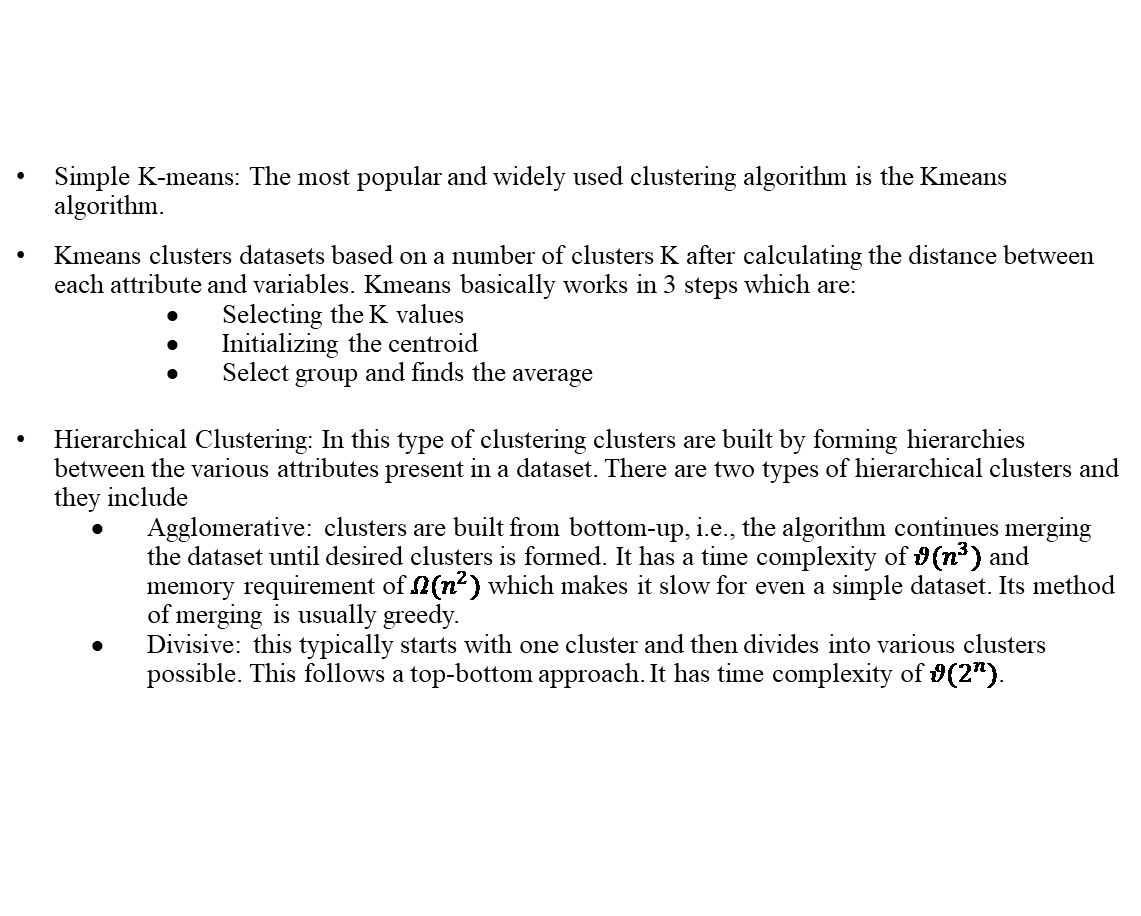 • Simple K-means: The most popular and widely used clustering algorithm is the Kmeans
algorithm.
• Kmeans clusters datasets based on a number of clusters K after calculating the distance between
each attribute and variables. Kmeans basically works in 3 steps which are:
• Selecting the K values
• Initializing the centroid
• Select group and finds the average
• Hierarchical Clustering: In this type of clustering clusters are built by forming hierarchies
between the various attributes present in a dataset. There are two types of hierarchical clusters and
they include
• Agglomerative: clusters are built from bottom-up, i.e., the algorithm continues merging
the dataset until desired clusters is formed. It has a time complexity of 𝝑(n³) and
memory requirement of Ω(n²) which makes it slow for even a simple dataset. Its method
of merging is usually greedy.
• Divisive: this typically starts with one cluster and then divides into various clusters
possible. This follows a top-bottom approach. It has time complexity of 𝝑(2ⁿ).